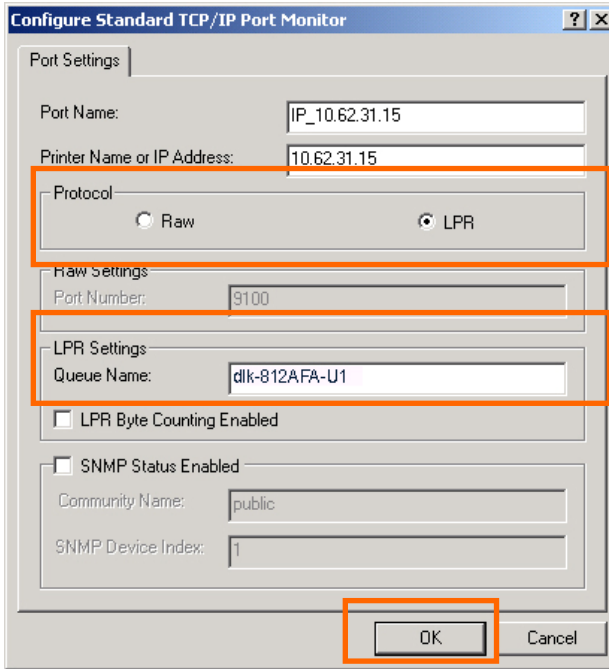 Configure Standard TCP/IP Port Monitor
Port Settings
Port Name: IP_10.62.31.15
Printer Name or IP Address: 10.62.31.15
Protocol
Raw LPR
Raw Settings
Port Number: 9100
LPR Settings
Queue Name: dlk-812AFA-U1
LPR Byte Counting Enabled
SNMP Status Enabled
Community Name: public
SNMP Device Index: 1
OK Cancel